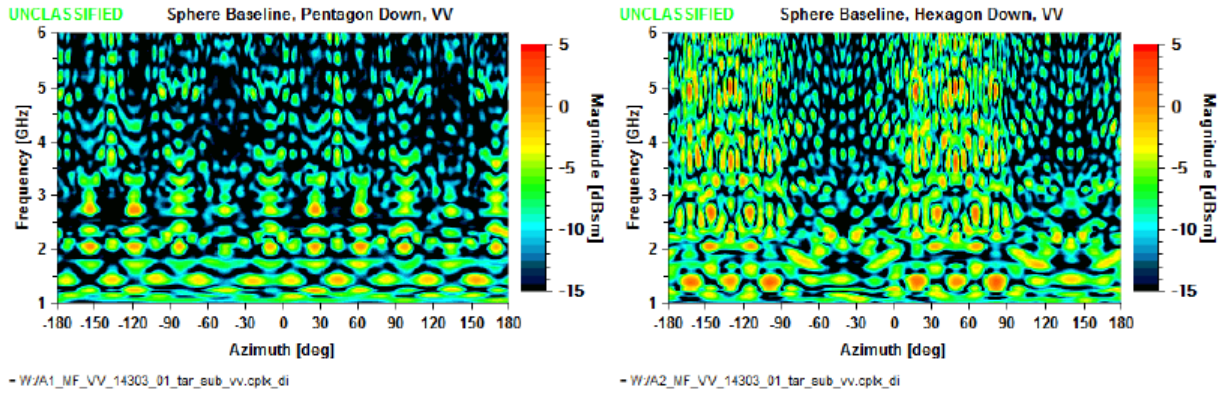 UNCLASSIFIED Sphere Baseline, Pentagon Down, VV
6
5
4
3
2
1
Frequency [GHz]
-180 -150 -120 -90 -60 -30 0 30 60 90 120 150 180
Azimuth [deg]
5
0
-5
-10
-15
Magnitude [dBsm]
- W:/A1_MF_VV_14303_01_tar_sub_vv.cplx_di
UNCLASSIFIED Sphere Baseline, Hexagon Down, VV
6
5
4
3
2
1
Frequency [GHz]
-180 -150 -120 -90 -60 -30 0 30 60 90 120 150 180
Azimuth [deg]
5
0
-5
-10
-15
Magnitude [dBsm]
- W:/A2_MF_VV_14303_01_tar_sub_vv.cplx_di